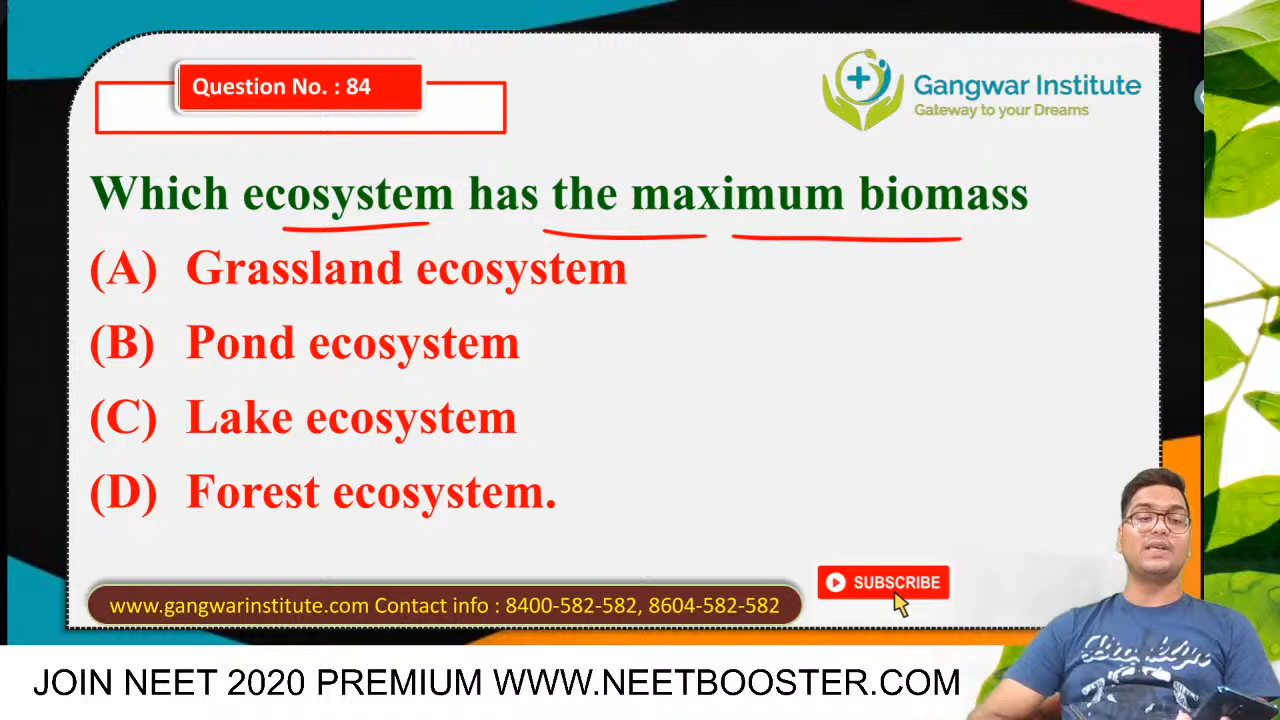 Question No. : 84
Gangwar Institute
Gateway to your Dreams
Which ecosystem has the maximum biomass
(A) Grassland ecosystem
(B) Pond ecosystem
(C) Lake ecosystem
(D) Forest ecosystem.
SUBSCRIBE
www.gangwarinstitute.com Contact info : 8400-582-582, 8604-582-582
JOIN NEET 2020 PREMIUM WWW.NEETBOOSTER.COM